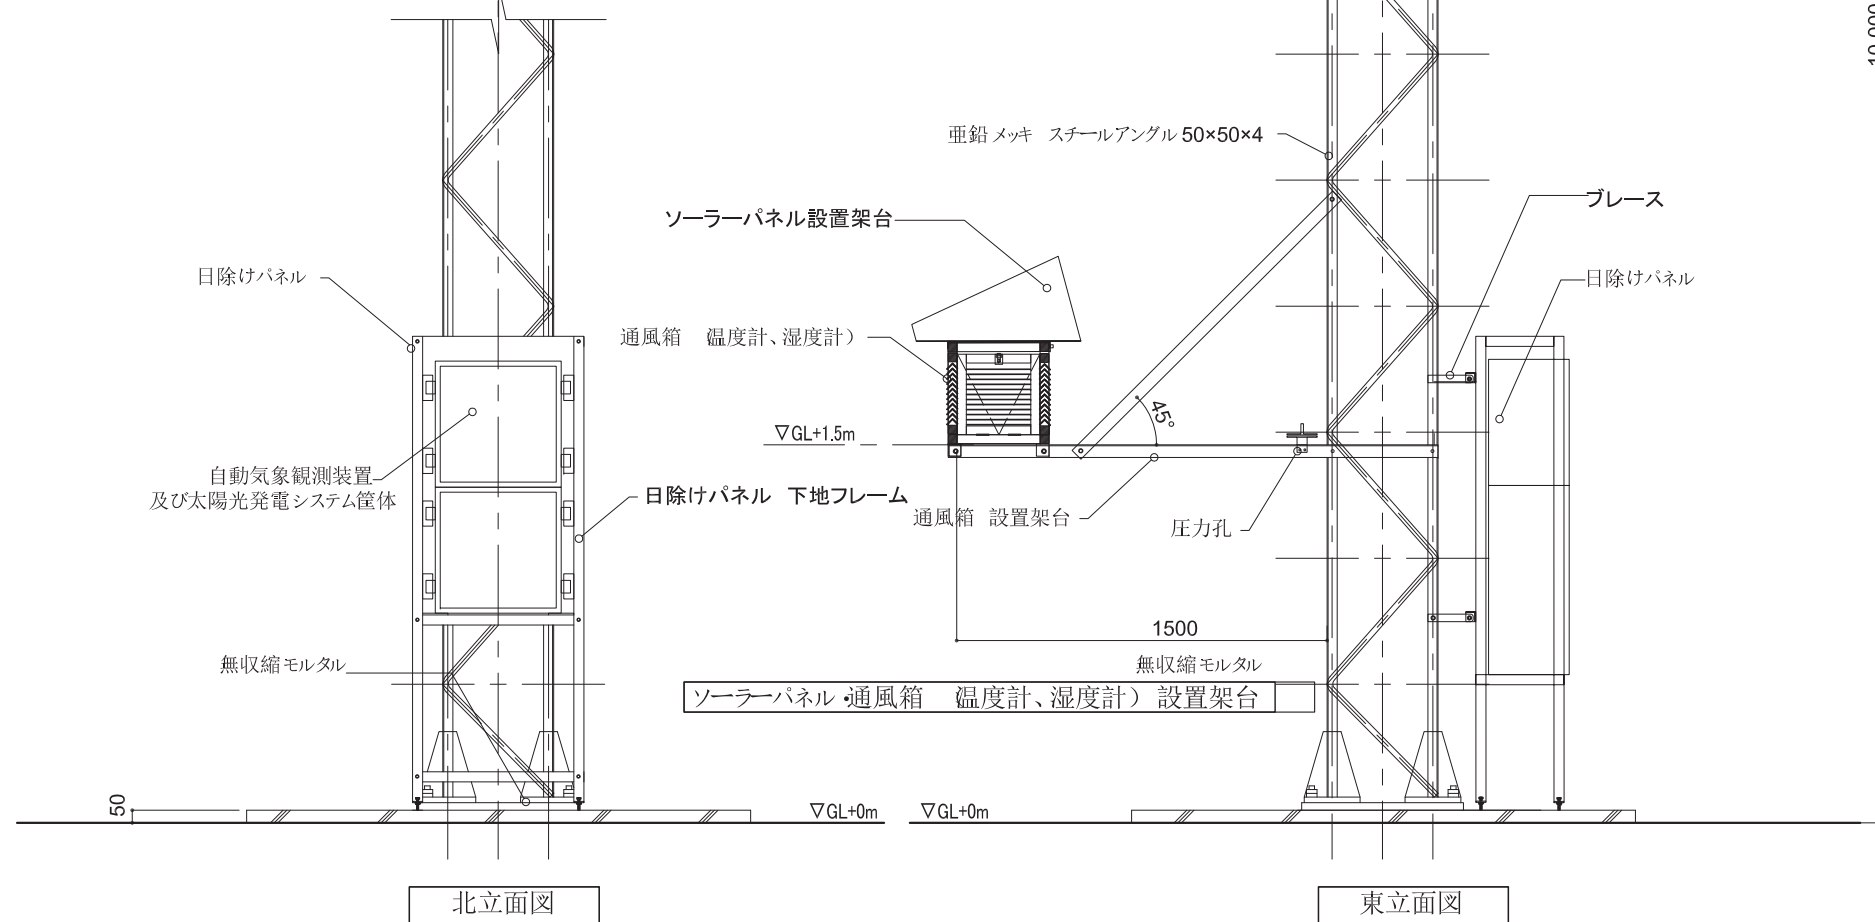 10,000
亜鉛メッキ スチールアングル 50×50×4
ブレース
ソーラーパネル設置架台
日除けパネル
日除けパネル
通風箱 温度計、湿度計）
45°
▽GL+1.5m
自動気象観測装置
及び太陽光発電システム筐体
日除けパネル 下地フレーム
通風箱 設置架台
圧力孔
1500
無収縮モルタル
無収縮モルタル
ソーラーパネル・通風箱 温度計、湿度計） 設置架台
50
▽GL+0m
▽GL+0m
北立面図
東立面図